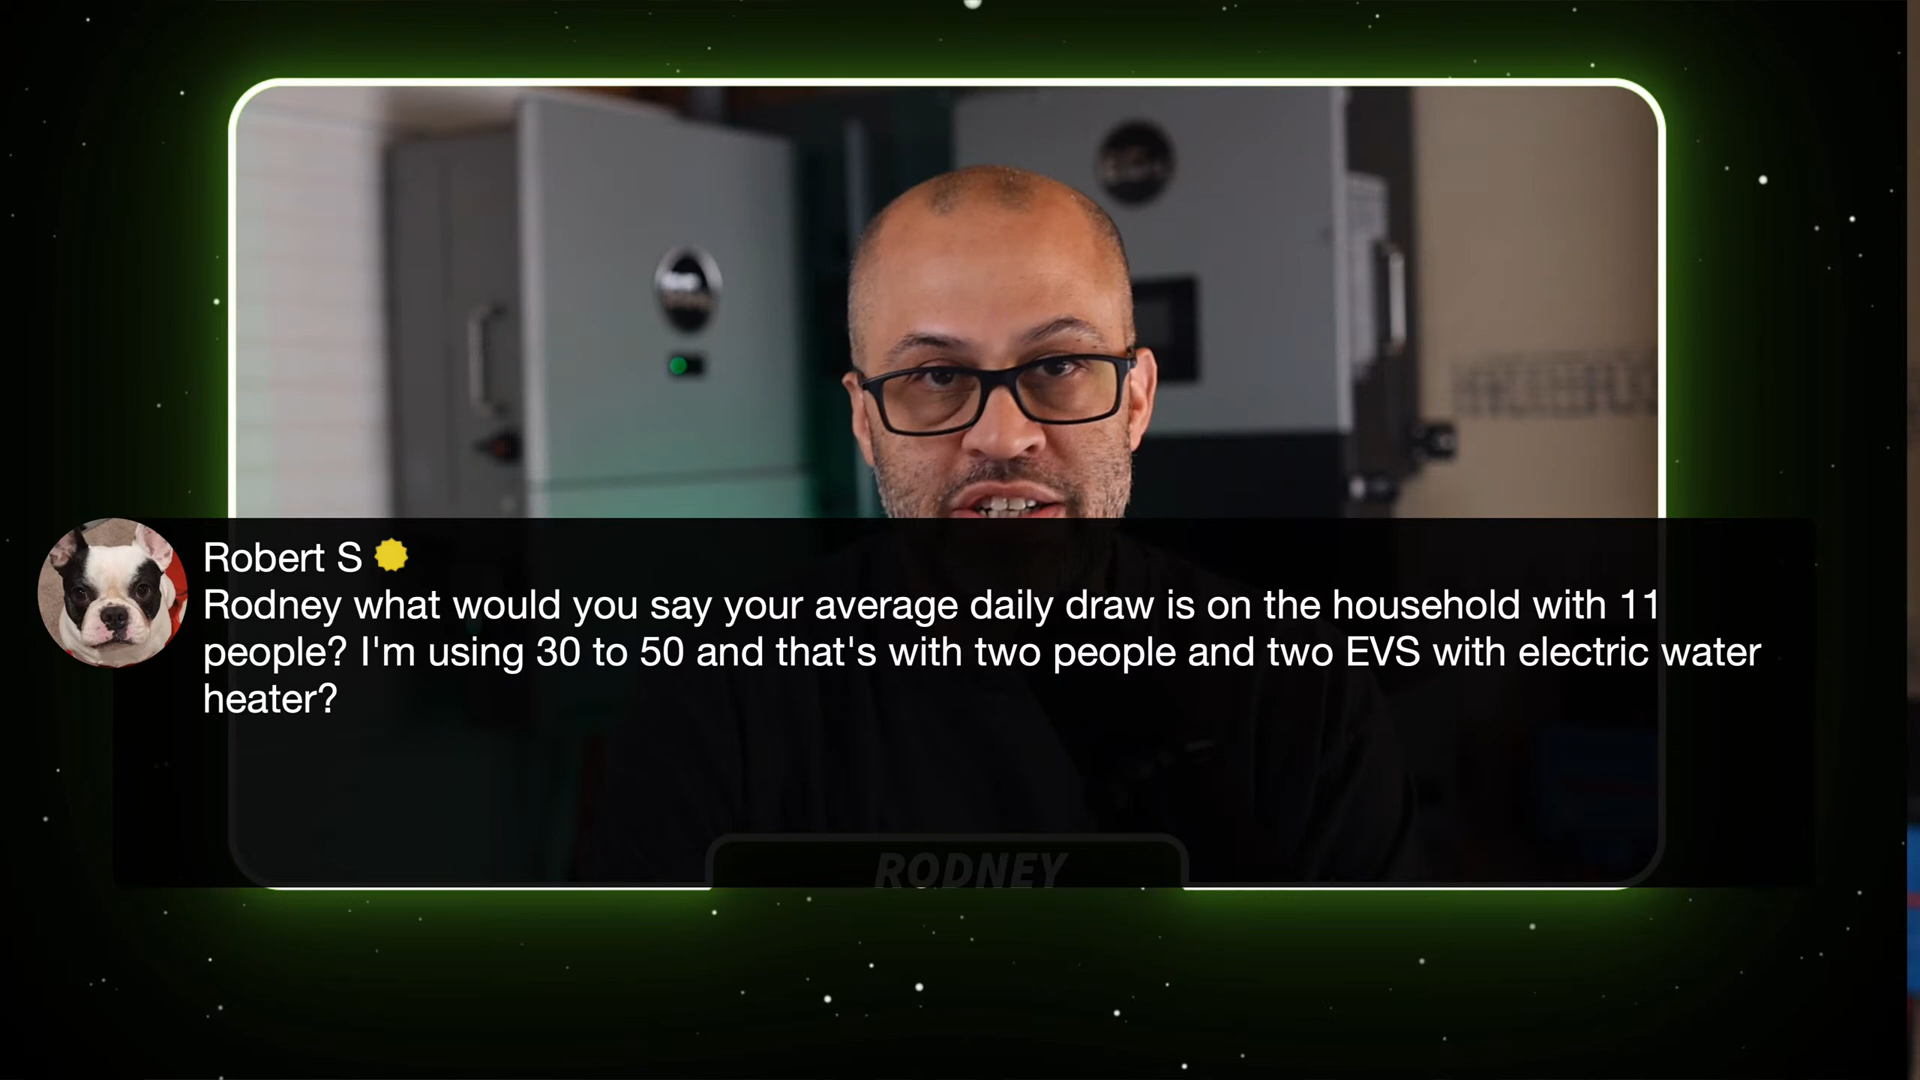 Robert S
Rodney what would you say your average daily draw is on the household with 11
people? I'm using 30 to 50 and that's with two people and two EVS with electric water
heater?
RODNEY